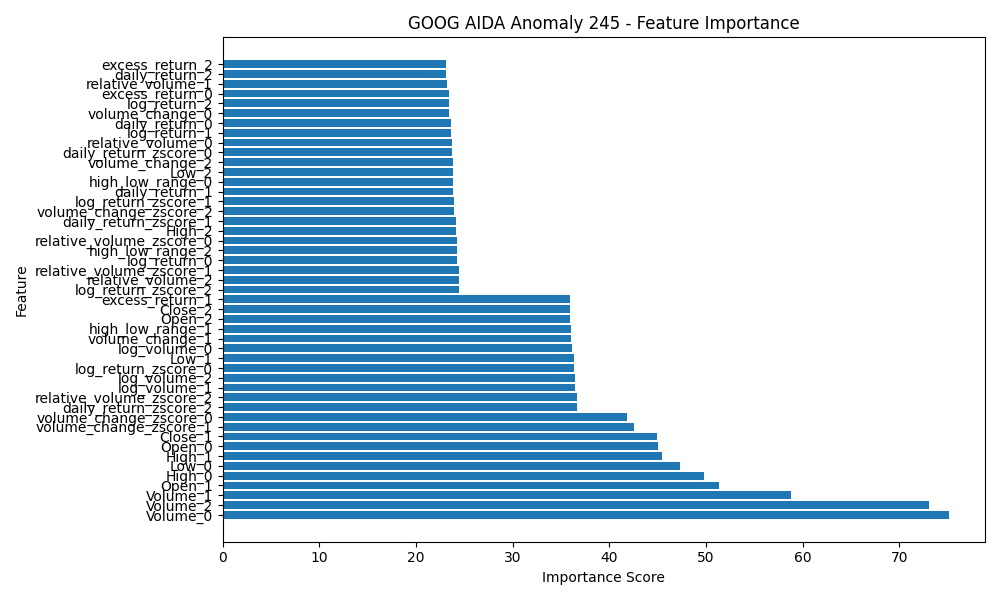 GOOG AIDA Anomaly 245 - Feature Importance
excess_return_2
daily_return_2
relative_volume_1
excess_return_0
log_return_2
volume_change_0
daily_return_0
log_return_1
relative_volume_0
daily_return_zscore_0
volume_change_2
Low_2
high_low_range_0
daily_return_1
log_return_zscore_1
volume_change_zscore_2
daily_return_zscore_1
High_2
relative_volume_zscore_0
high_low_range_2
log_return_0
relative_volume_zscore_1
relative_volume_2
log_return_zscore_2
excess_return_1
Close_2
Open_2
high_low_range_1
volume_change_1
log_volume_0
Low_1
log_return_zscore_0
log_volume_2
log_volume_1
relative_volume_zscore_2
daily_return_zscore_2
volume_change_zscore_0
volume_change_zscore_1
Close_1
Open_0
High_1
Low_0
High_0
Open_1
Volume_1
Volume_2
Volume_0
Feature
0 10 20 30 40 50 60 70
Importance Score